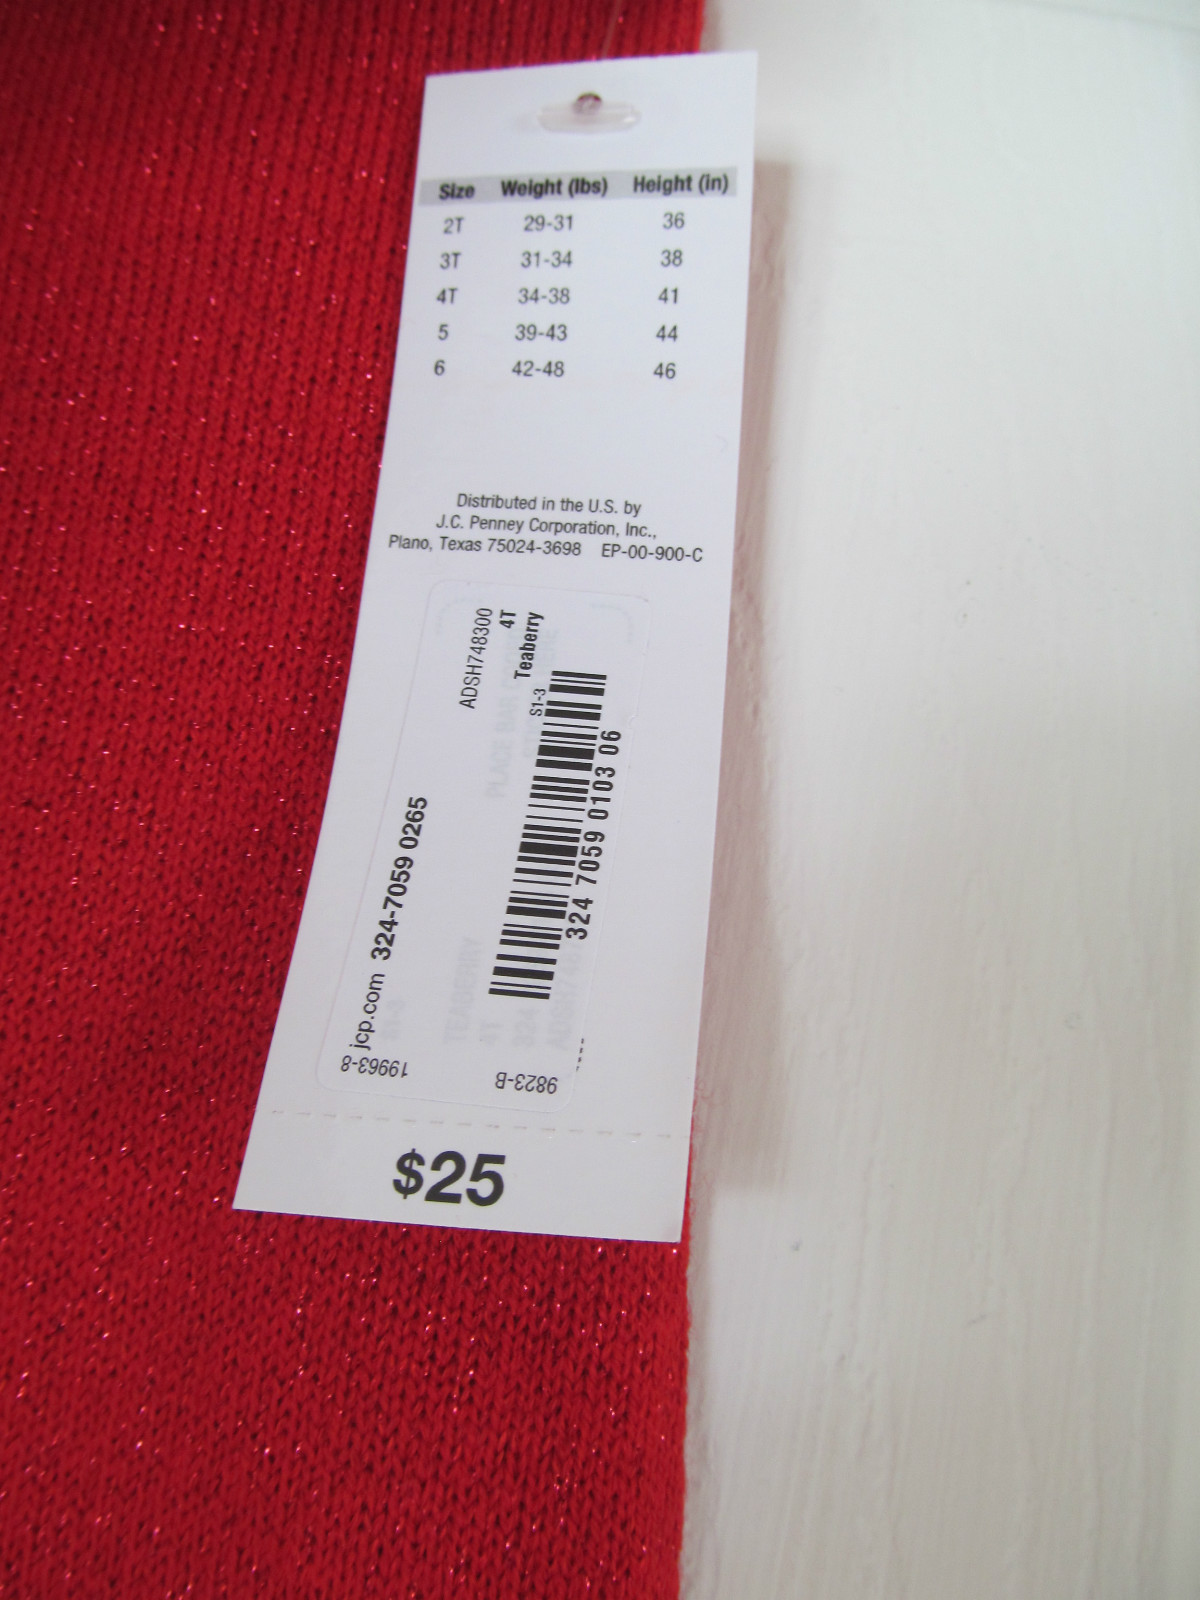 Size Weight (lbs) Height (in)
2T 29-31 36
3T 31-34 38
4T 34-38 41
5 39-43 44
6 42-48 46
Distributed in the U.S. by
J.C. Penney Corporation, Inc.,
Plano, Texas 75024-3698 EP-00-900-C
ADSH748300
4T
Teaberry
S1-3
324 7059 0103 06
jcp.com 324-7059 0265
19963-8
9823-B
$25